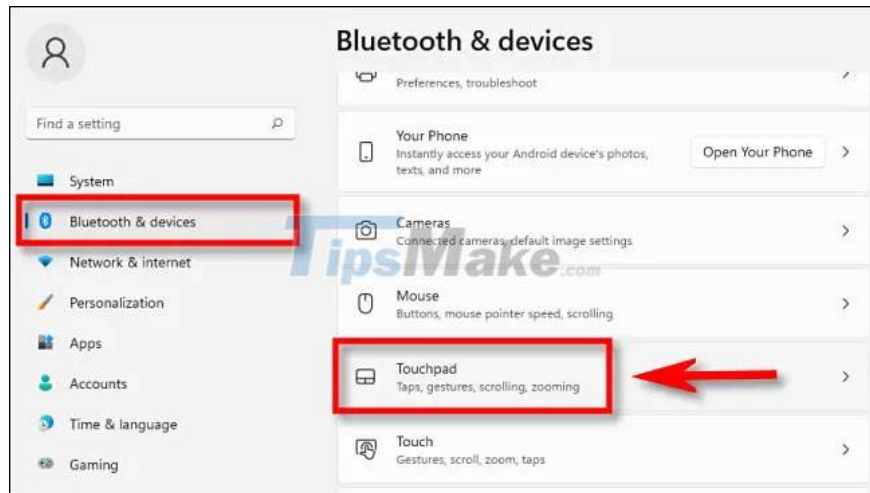 Bluetooth & devices
Preferences, troubleshoot
Find a setting
Your Phone
Instantly access your Android device's photos,
texts, and more
Open Your Phone
System
Bluetooth & devices
Cameras
Connected cameras, default image settings
TipsMake.com
Network & internet
Mouse
Buttons, mouse pointer speed, scrolling
Personalization
Apps
Touchpad
Taps, gestures, scrolling, zooming
Accounts
Time & language
Touch
Gestures, scroll, zoom, taps
Gaming